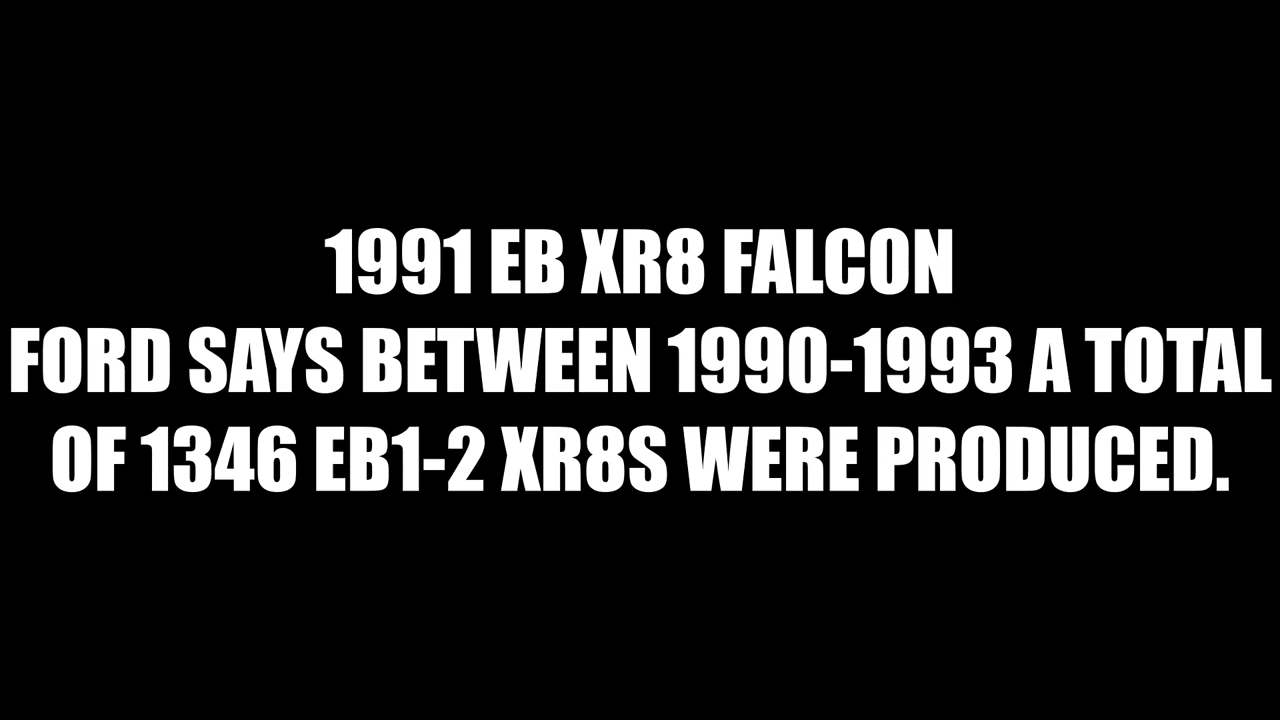 1991 EB XR8 FALCON
FORD SAYS BETWEEN 1990-1993 A TOTAL
OF 1346 EB1-2 XR8S WERE PRODUCED.